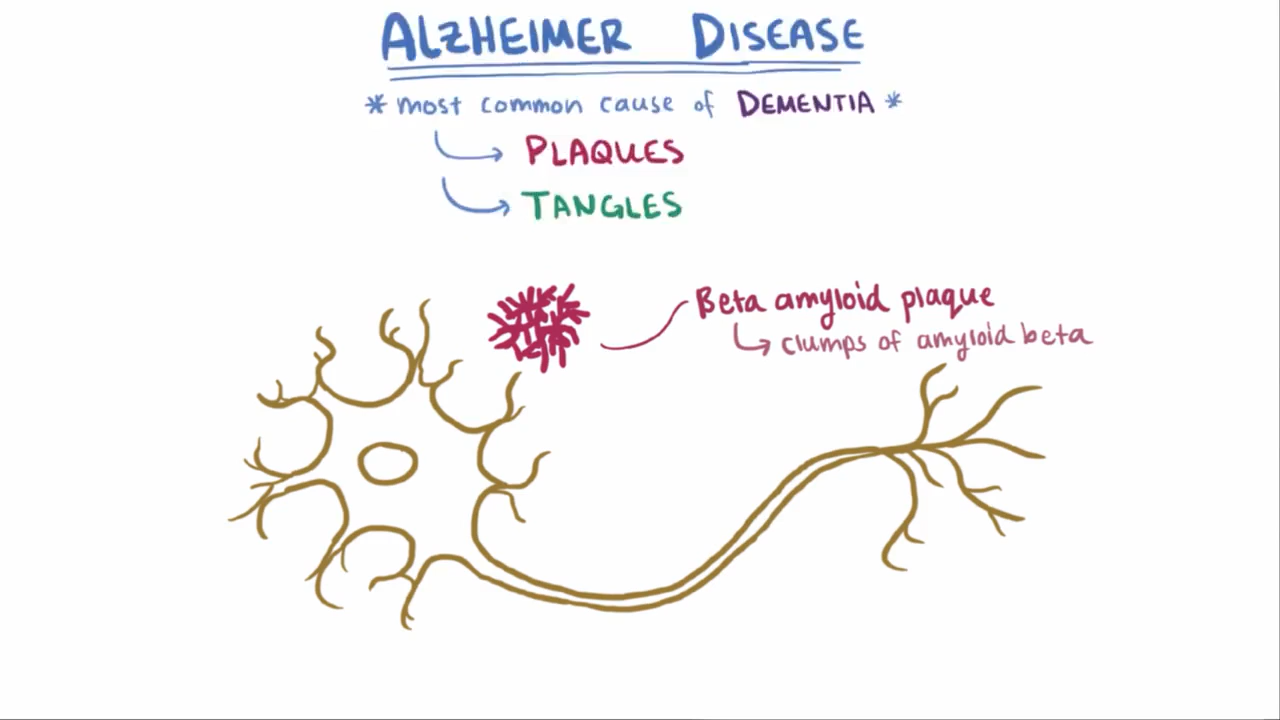 ALZHEIMER DISEASE
* most common cause of DEMENTIA *
PLAQUES
TANGLES
Beta amyloid plaque
clumps of amyloid beta